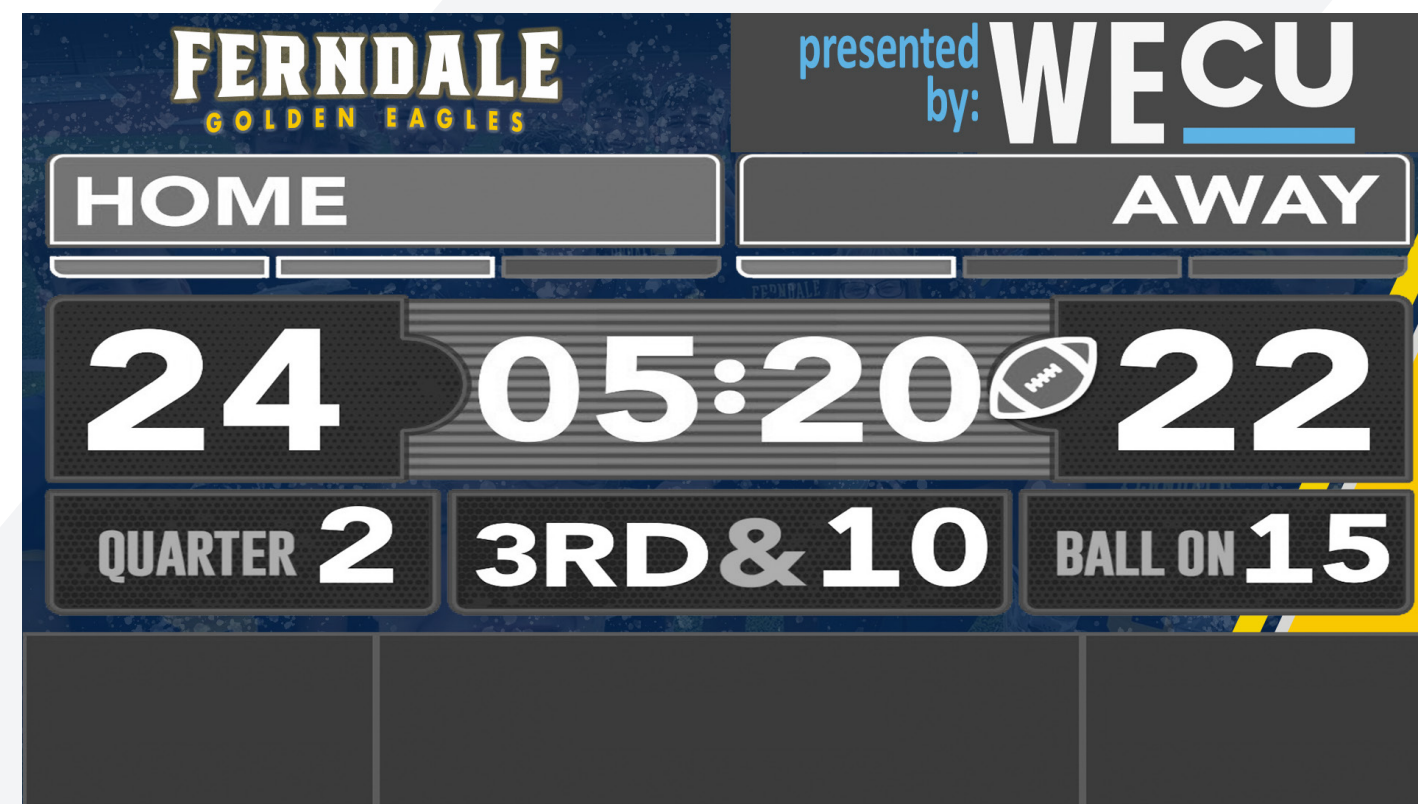 FERNDALE
GOLDEN EAGLES
presented by: WECU
HOME
AWAY
24 05:20 22
QUARTER 2
3RD & 10
BALL ON 15